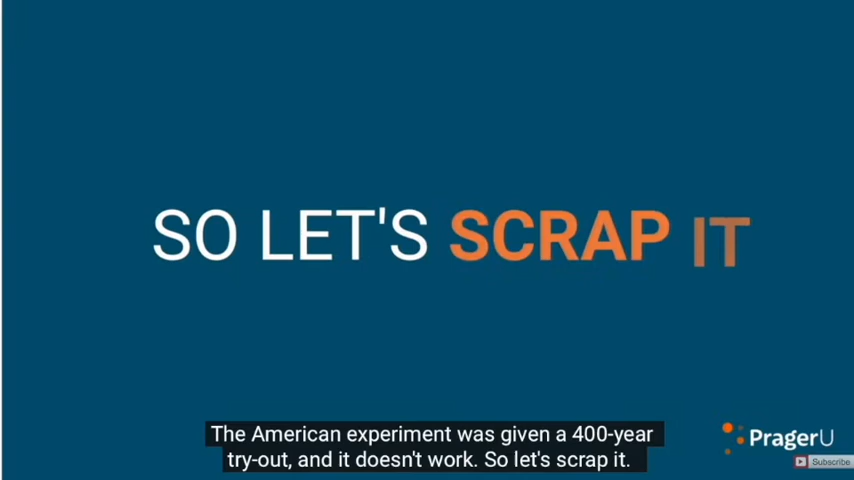 SO LET'S SCRAP IT
The American experiment was given a 400-year
try-out, and it doesn't work. So let's scrap it.
PragerU
Subscribe